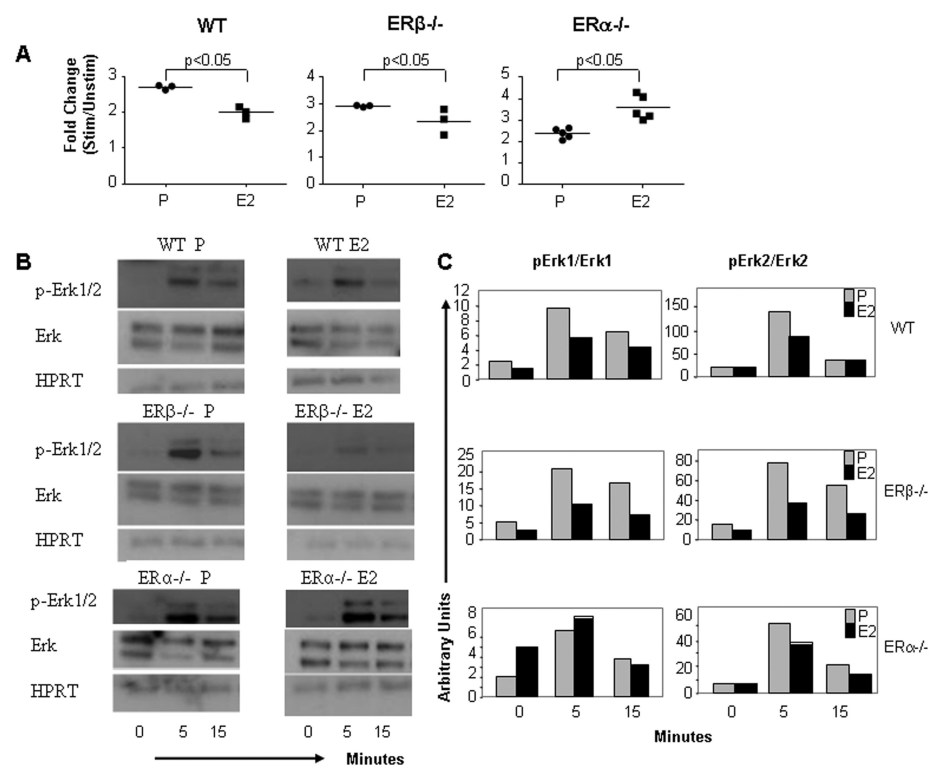 WT ERβ-/- ERα-/-
A
p<0.05 p<0.05 p<0.05
Fold Change
(Stim/Unstim)
3
2
1
0
P E2
4
3
2
1
0
P E2
5
4
3
2
1
0
P E2
B
WT P WT E2
p-Erk1/2
Erk
HPRT
ERβ-/- P ERβ-/- E2
p-Erk1/2
Erk
HPRT
ERα-/- P ERα-/- E2
p-Erk1/2
Erk
HPRT
0 5 15 0 5 15
Minutes
C
pErk1/Erk1 pErk2/Erk2
12
10
8
6
4
2
0
150
100
50
0
P
E2
WT
25
20
15
10
5
0
80
60
40
20
0
P
E2
ERβ-/-
8
6
4
2
0
60
40
20
0
P
E2
ERα-/-
Arbitrary Units
0 5 15 0 5 15
Minutes